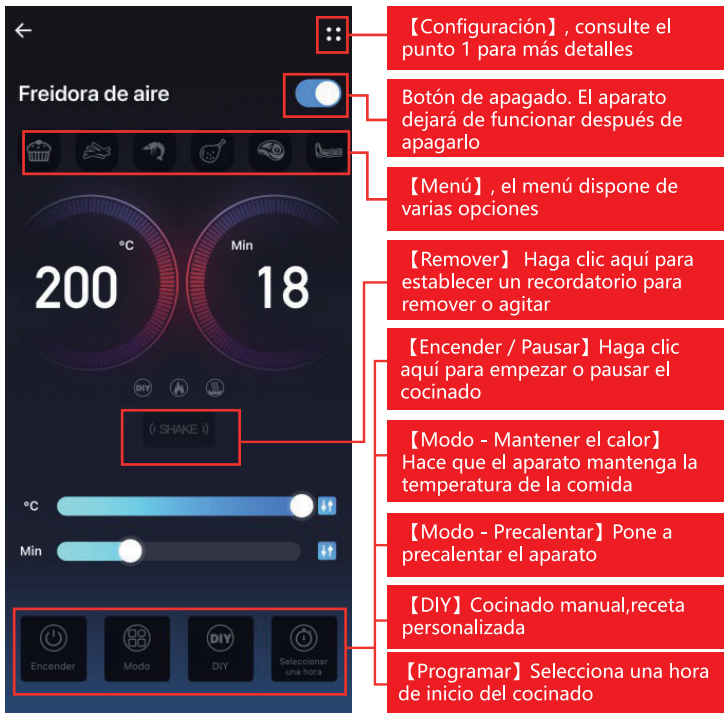 Freidora de aire
°C
Min
200
18
DIY
(( SHAKE ))
°C
Min
Encender
Modo
DIY
DIY
Seleccionar
una hora
【Configuración】, consulte el
punto 1 para más detalles
Botón de apagado. El aparato
dejará de funcionar después de
apagarlo
【Menú】, el menú dispone de
varias opciones
【Remover】 Haga clic aquí para
establecer un recordatorio para
remover o agitar
【Encender / Pausar】Haga clic
aquí para empezar o pausar el
cocinado
【Modo - Mantener el calor】
Hace que el aparato mantenga la
temperatura de la comida
【Modo - Precalentar】Pone a
precalentar el aparato
【DIY】Cocinado manual,receta
personalizada
【Programar】Selecciona una hora
de inicio del cocinado